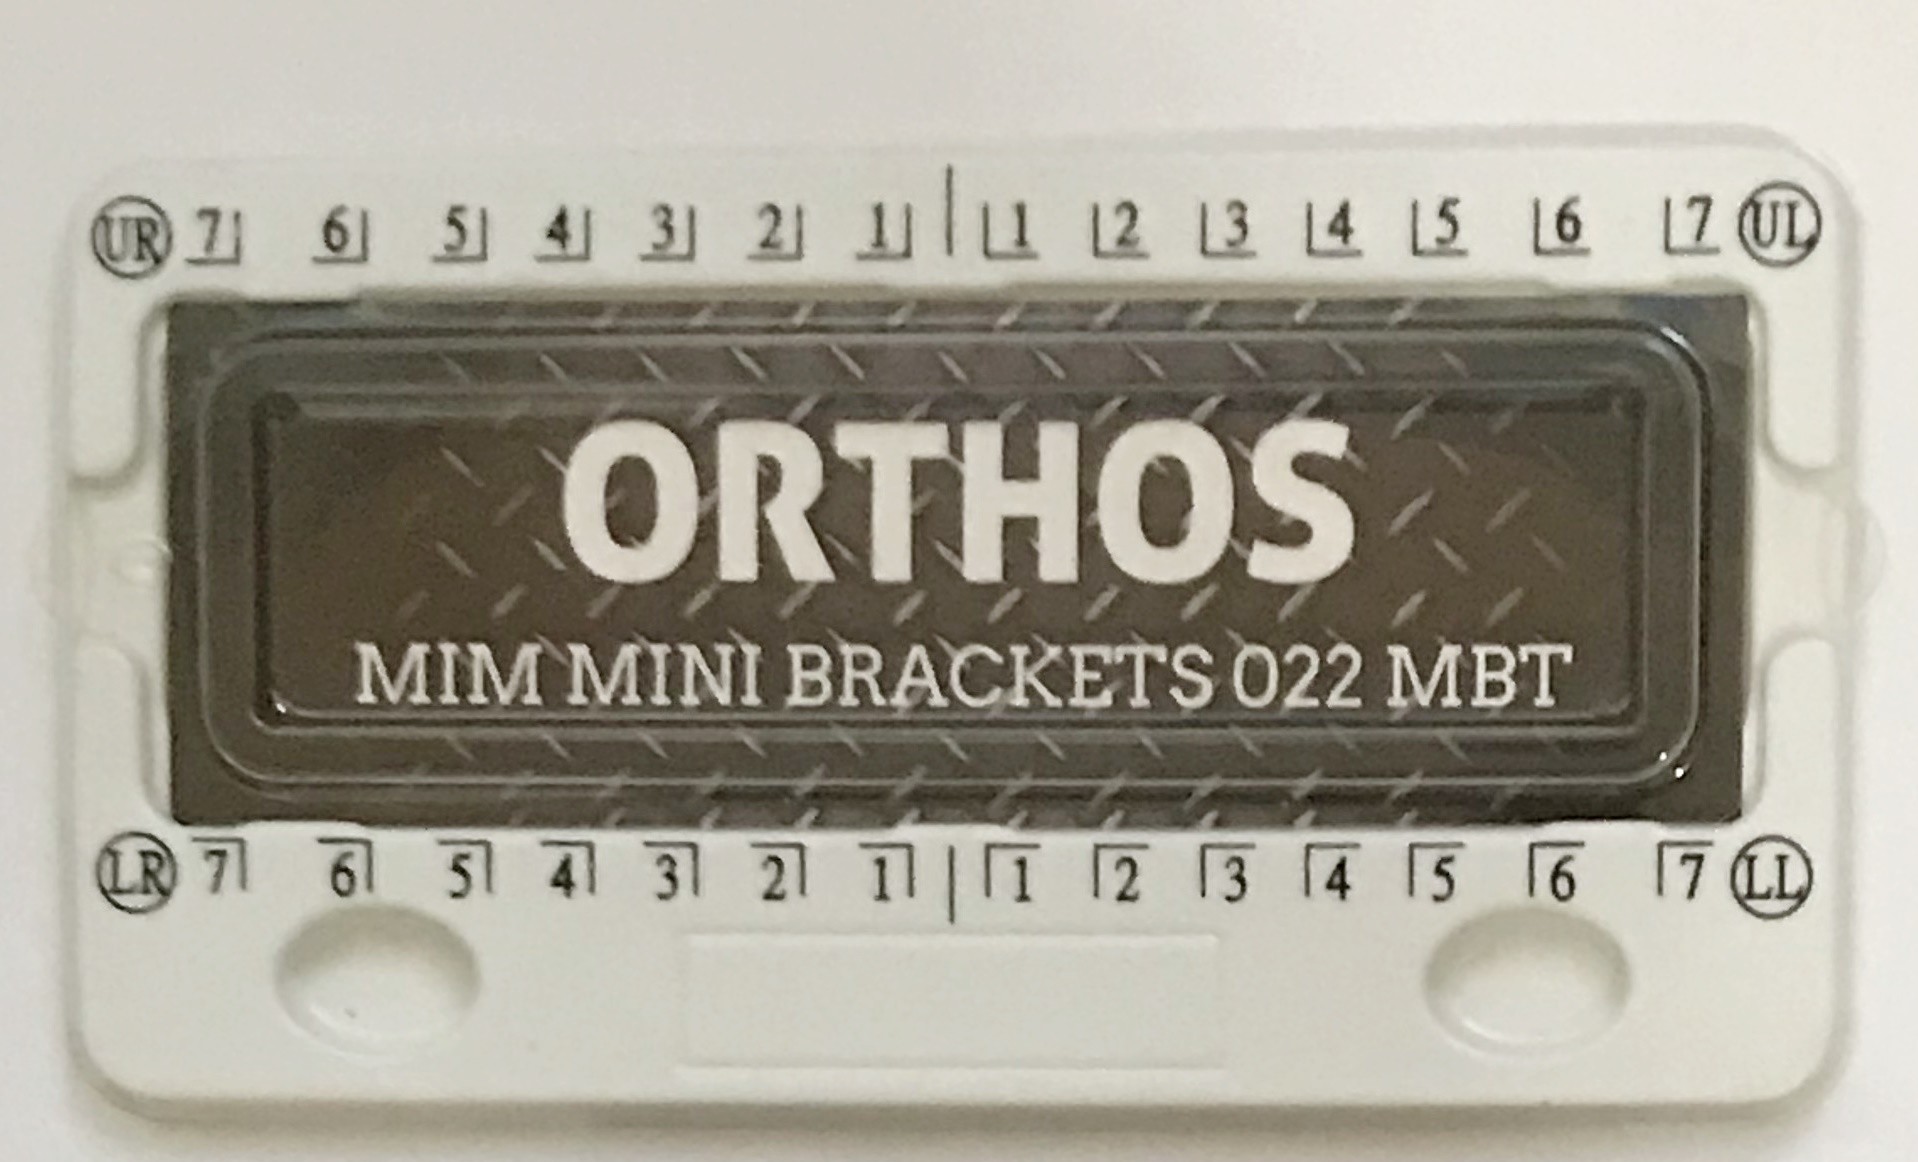 UR 7 6 5 4 3 2 1 | 1 2 3 4 5 6 7 UL
ORTHOS
MIM MINI BRACKETS 022 MBT
LR 7 6 5 4 3 2 1 | 1 2 3 4 5 6 7 LL